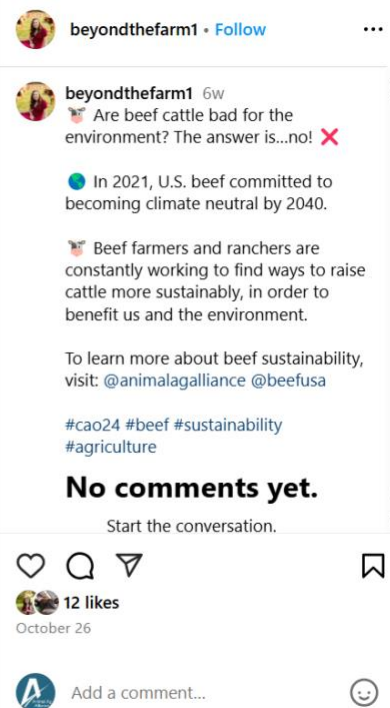 beyondthefarm1 • Follow
beyondthefarm1 6w
Are beef cattle bad for the
environment? The answer is...no! ❌
🌎 In 2021, U.S. beef committed to
becoming climate neutral by 2040.
🐮 Beef farmers and ranchers are
constantly working to find ways to raise
cattle more sustainably, in order to
benefit us and the environment.
To learn more about beef sustainability,
visit: @animalagalliance @beefusa
#cao24 #beef #sustainability
#agriculture
No comments yet.
Start the conversation.
12 likes
October 26
Add a comment...